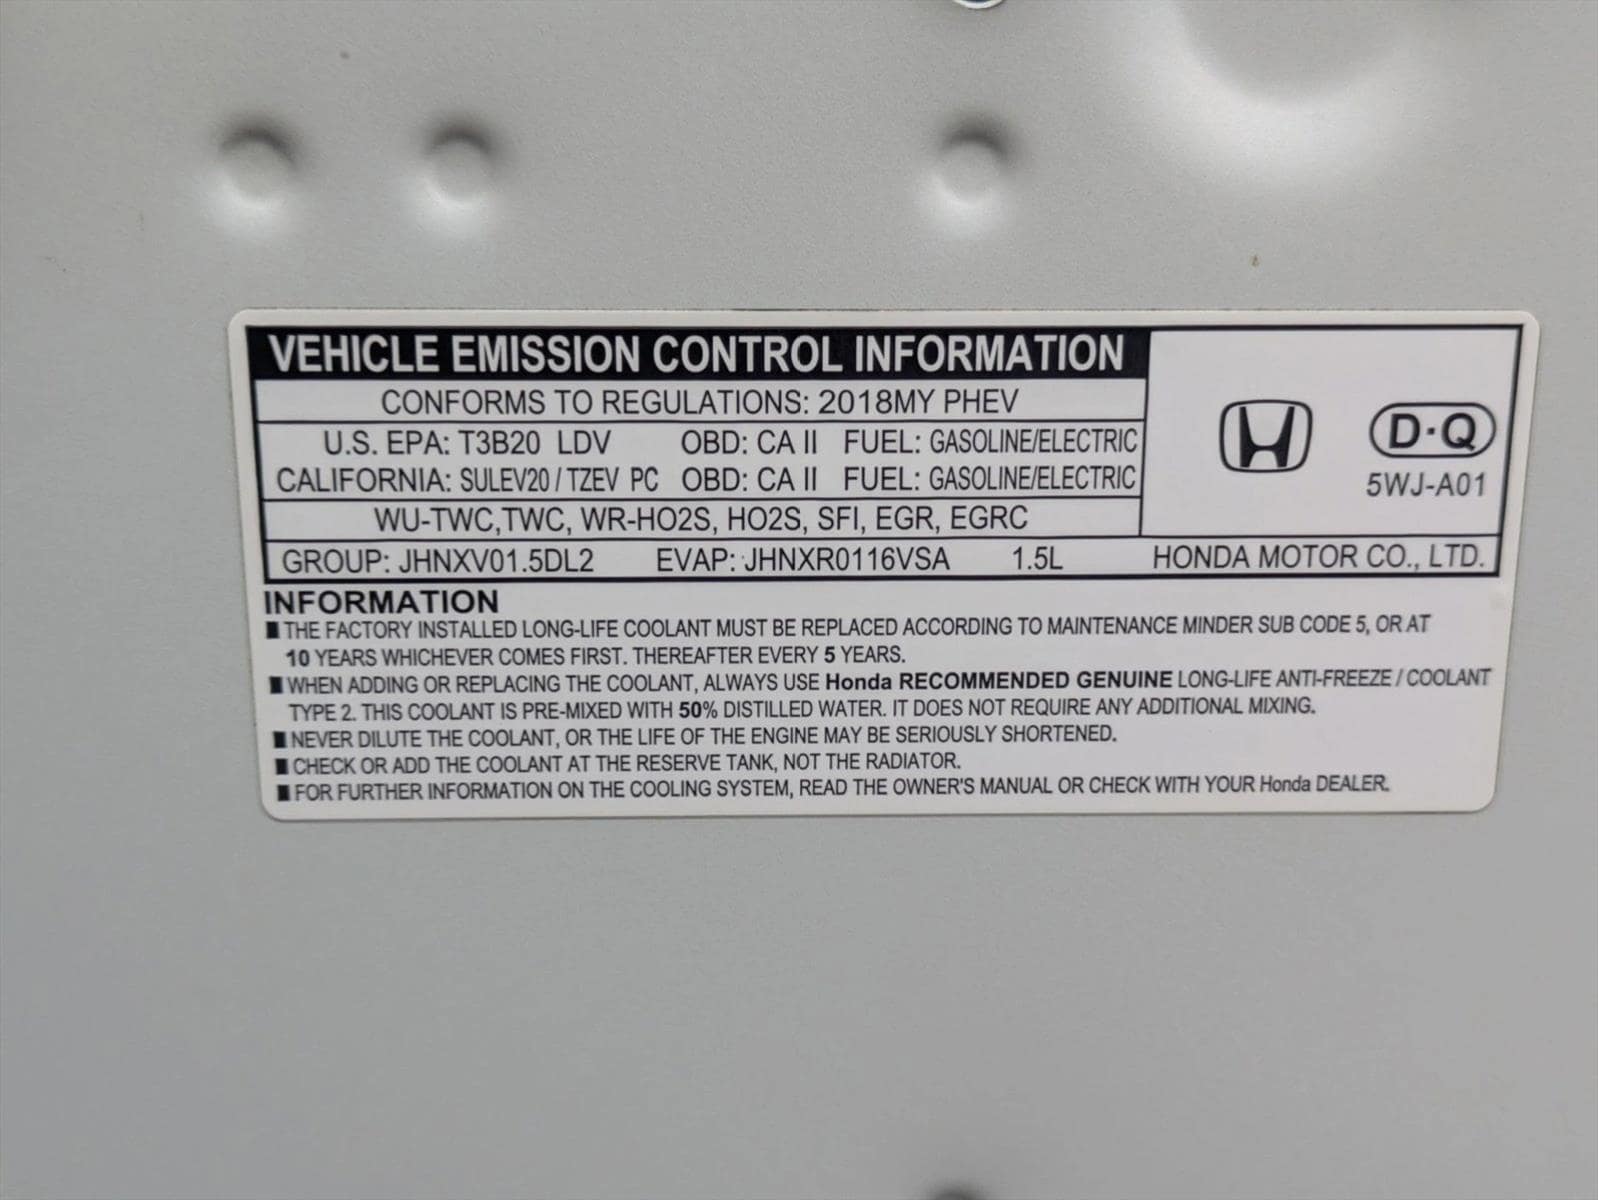 VEHICLE EMISSION CONTROL INFORMATION
CONFORMS TO REGULATIONS: 2018MY PHEV
U.S. EPA: T3B20 LDV OBD: CA II FUEL: GASOLINE/ELECTRIC
CALIFORNIA: SULEV20 / TZEV PC OBD: CA II FUEL: GASOLINE/ELECTRIC
WU-TWC,TWC, WR-HO2S, HO2S, SFI, EGR, EGRC
D·Q
5WJ-A01
GROUP: JHNXV01.5DL2 EVAP: JHNXR0116VSA 1.5L HONDA MOTOR CO., LTD.
INFORMATION
■ THE FACTORY INSTALLED LONG-LIFE COOLANT MUST BE REPLACED ACCORDING TO MAINTENANCE MINDER SUB CODE 5, OR AT
10 YEARS WHICHEVER COMES FIRST. THEREAFTER EVERY 5 YEARS.
■ WHEN ADDING OR REPLACING THE COOLANT, ALWAYS USE Honda RECOMMENDED GENUINE LONG-LIFE ANTI-FREEZE / COOLANT
TYPE 2. THIS COOLANT IS PRE-MIXED WITH 50% DISTILLED WATER. IT DOES NOT REQUIRE ANY ADDITIONAL MIXING.
■ NEVER DILUTE THE COOLANT, OR THE LIFE OF THE ENGINE MAY BE SERIOUSLY SHORTENED.
■ CHECK OR ADD THE COOLANT AT THE RESERVE TANK, NOT THE RADIATOR.
■ FOR FURTHER INFORMATION ON THE COOLING SYSTEM, READ THE OWNER'S MANUAL OR CHECK WITH YOUR Honda DEALER.